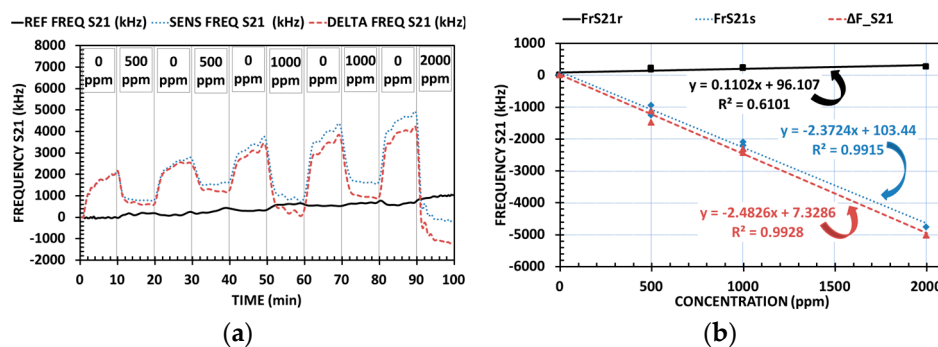 REF FREQ S21 (kHz) SENS FREQ S21 (kHz) DELTA FREQ S21 (kHz)
8000
7000
6000
5000
4000
3000
2000
1000
0
-1000
-2000
FREQUENCY S21 (kHz)
0 ppm
500 ppm
0 ppm
500 ppm
0 ppm
1000 ppm
0 ppm
1000 ppm
0 ppm
2000 ppm
0 10 20 30 40 50 60 70 80 90 100
TIME (min)
(a)
FrS21r FrS21s ΔF_S21
1000
0
-1000
-2000
-3000
-4000
-5000
-6000
FREQUENCY S21 (kHz)
y = 0.1102x + 96.107
R² = 0.6101
y = -2.3724x + 103.44
R² = 0.9915
y = -2.4826x + 7.3286
R² = 0.9928
0 500 1000 1500 2000
CONCENTRATION (ppm)
(b)